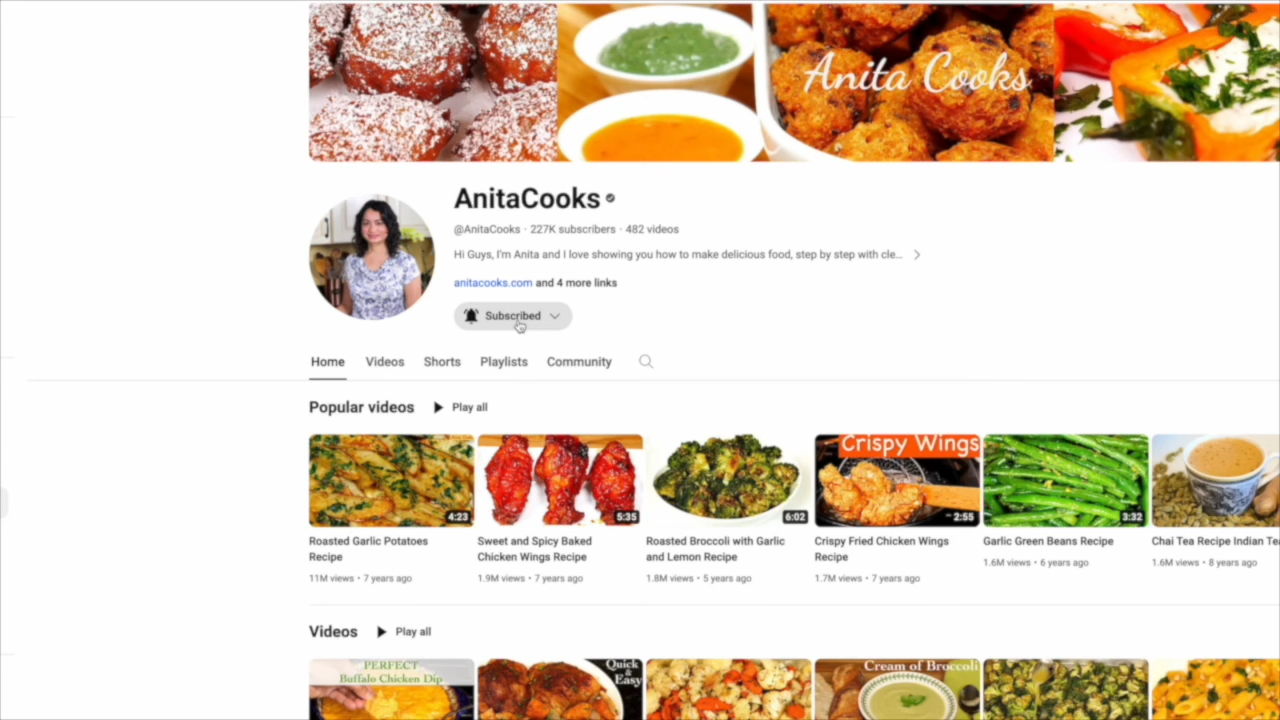 Anita Cooks
AnitaCooks
@AnitaCooks · 227K subscribers · 482 videos
Hi Guys, I'm Anita and I love showing you how to make delicious food, step by step with cle...
anitacooks.com and 4 more links
Subscribed
Home Videos Shorts Playlists Community
Popular videos Play all
4:23 5:35 6:02 Crispy Wings 2:55 3:32
Roasted Garlic Potatoes
Recipe
11M views • 7 years ago
Sweet and Spicy Baked
Chicken Wings Recipe
1.9M views • 7 years ago
Roasted Broccoli with Garlic
and Lemon Recipe
1.8M views • 5 years ago
Crispy Fried Chicken Wings
Recipe
1.7M views • 7 years ago
Garlic Green Beans Recipe
1.6M views • 6 years ago
Chai Tea Recipe Indian Te
1.6M views • 8 years ago
Videos Play all
PERFECT
Buffalo Chicken Dip
Quick
&
Easy
Cream of Broccoli